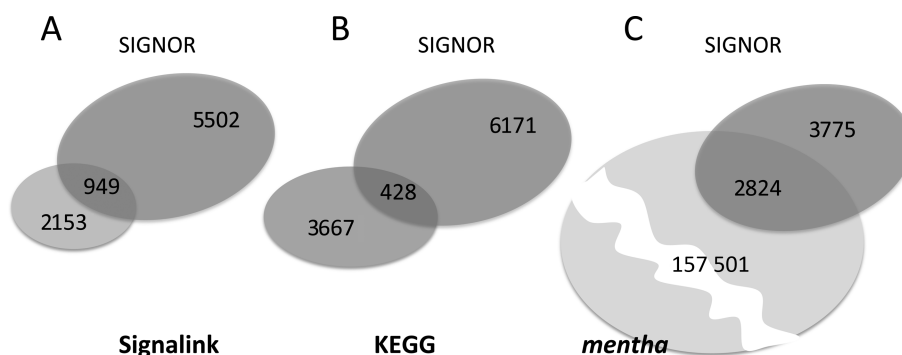 A
B
C
SIGNOR
SIGNOR
SIGNOR
5502
6171
3775
949
428
2824
2153
3667
157 501
Signalink
KEGG
mentha